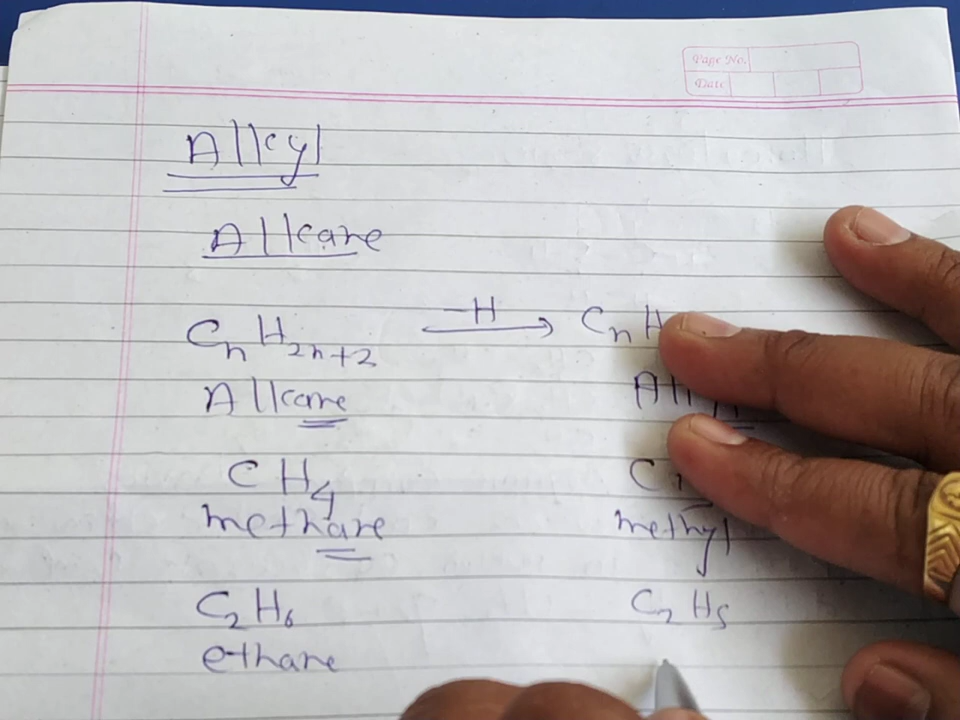 Page No.
Date
Alkyl
Alkane
CnH2n+2 —H→ CnH
Alkane
CH4 C
methane methyl
C2H6 C2H5
ethane